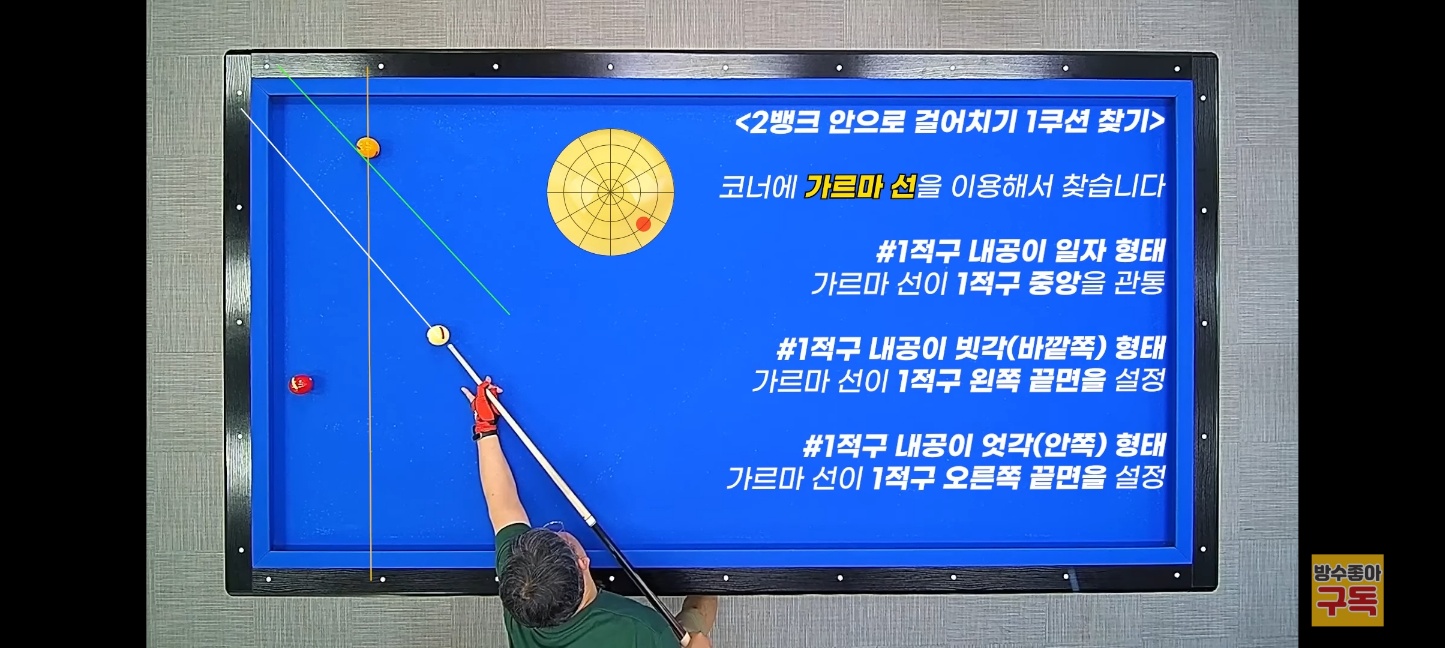 <2뱅크 안으로 걸어치기 1쿠션 찾기>
코너에 가르마 선을 이용해서 찾습니다
#1적구 내공이 일자 형태
가르마 선이 1적구 중앙을 관통
#1적구 내공이 빗각(바깥쪽) 형태
가르마 선이 1적구 왼쪽 끝면을 설정
#1적구 내공이 엇각(안쪽) 형태
가르마 선이 1적구 오른쪽 끝면을 설정
방수좋아
구독